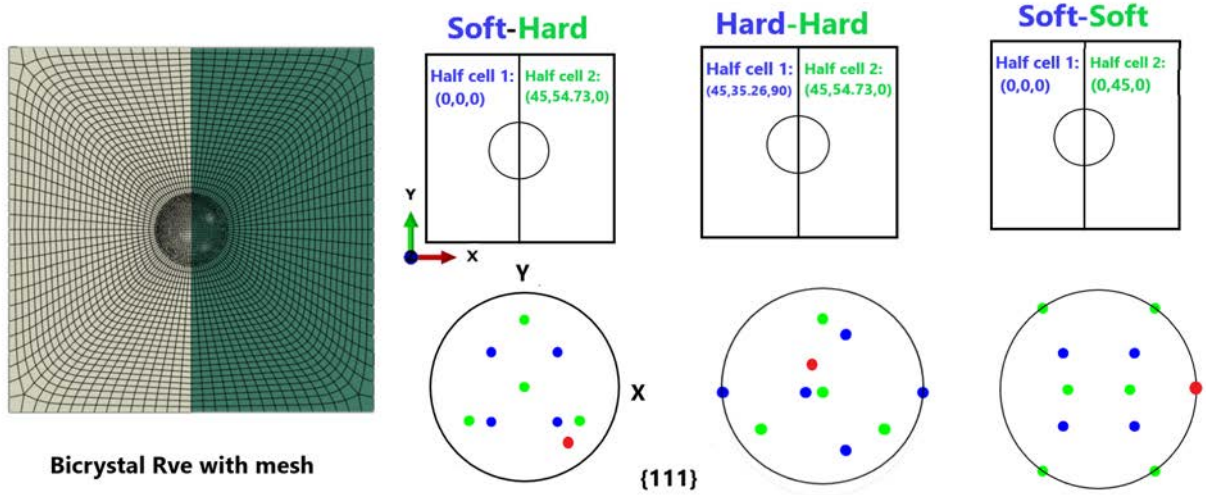 Soft-Hard
Hard-Hard
Soft-Soft
Half cell 1:
(0,0,0)
Half cell 2:
(45,54.73,0)
Half cell 1:
(45,35.26,90)
Half cell 2:
(45,54.73,0)
Half cell 1:
(0,0,0)
Half cell 2:
(0,45,0)
Y
X
Y
X
Bicrystal Rve with mesh
{111}